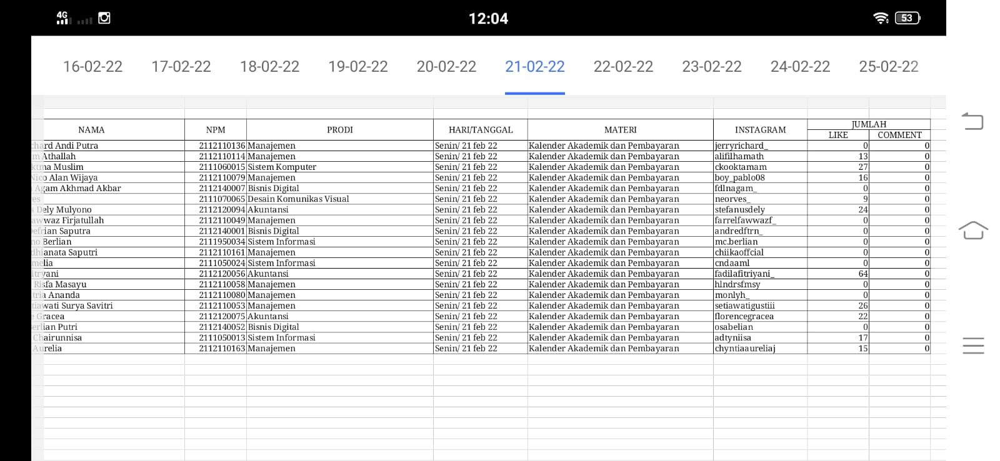 4G 12:04 53
16-02-22 17-02-22 18-02-22 19-02-22 20-02-22 21-02-22 22-02-22 23-02-22 24-02-22 25-02-22
NAMA NPM PRODI HARI/TANGGAL MATERI INSTAGRAM JUMLAH
LIKE COMMENT
hard Andi Putra 2112110136 Manajemen Senin/ 21 feb 22 Kalender Akademik dan Pembayaran jerryrichard_ 0 0
m Athallah 2112110114 Manajemen Senin/ 21 feb 22 Kalender Akademik dan Pembayaran alifilhamath 13 0
ktma Muslim 2111060015 Sistem Komputer Senin/ 21 feb 22 Kalender Akademik dan Pembayaran ckooktamam 27 0
Nico Alan Wijaya 2112110079 Manajemen Senin/ 21 feb 22 Kalender Akademik dan Pembayaran boy_pablo08 16 0
Agam Akhmad Akbar 2112140007 Bisnis Digital Senin/ 21 feb 22 Kalender Akademik dan Pembayaran fdlnagam_ 0 0
es 2111070065 Desain Komunikas Visual Senin/ 21 feb 22 Kalender Akademik dan Pembayaran neorves_ 9 0
Dely Mulyono 2112120094 Akuntansi Senin/ 21 feb 22 Kalender Akademik dan Pembayaran stefanusdely 24 0
awwaz Firjatullah 2112110049 Manajemen Senin/ 21 feb 22 Kalender Akademik dan Pembayaran farrelfawwazf_ 0 0
efrian Saputra 2112140001 Bisnis Digital Senin/ 21 feb 22 Kalender Akademik dan Pembayaran andredftrn_ 0 0
no Berlian 2111950034 Sistem Informasi Senin/ 21 feb 22 Kalender Akademik dan Pembayaran mc.berlian 0 0
dhianata Saputri 2112110161 Manajemen Senin/ 21 feb 22 Kalender Akademik dan Pembayaran chiikaoffcial 0 0
melia 2111050024 Sistem Informasi Senin/ 21 feb 22 Kalender Akademik dan Pembayaran cndaaml 0 0
itryani 2112120056 Akuntansi Senin/ 21 feb 22 Kalender Akademik dan Pembayaran fadilafitriyani_ 64 0
Risfa Masayu 2112110058 Manajemen Senin/ 21 feb 22 Kalender Akademik dan Pembayaran hlndrsfmsy 0 0
tria Ananda 2112110080 Manajemen Senin/ 21 feb 22 Kalender Akademik dan Pembayaran monlyh_ 0 0
tiawati Surya Savitri 2112110053 Manajemen Senin/ 21 feb 22 Kalender Akademik dan Pembayaran setiawatigustiii 26 0
e Gracea 2112120075 Akuntansi Senin/ 21 feb 22 Kalender Akademik dan Pembayaran florencegracea 22 0
erlian Putri 2112140052 Bisnis Digital Senin/ 21 feb 22 Kalender Akademik dan Pembayaran osabelian 0 0
Chairunnisa 2111050013 Sistem Informasi Senin/ 21 feb 22 Kalender Akademik dan Pembayaran adtyniisa 17 0
Aurelia 2112110163 Manajemen Senin/ 21 feb 22 Kalender Akademik dan Pembayaran chyntiaaureliaj 15 0